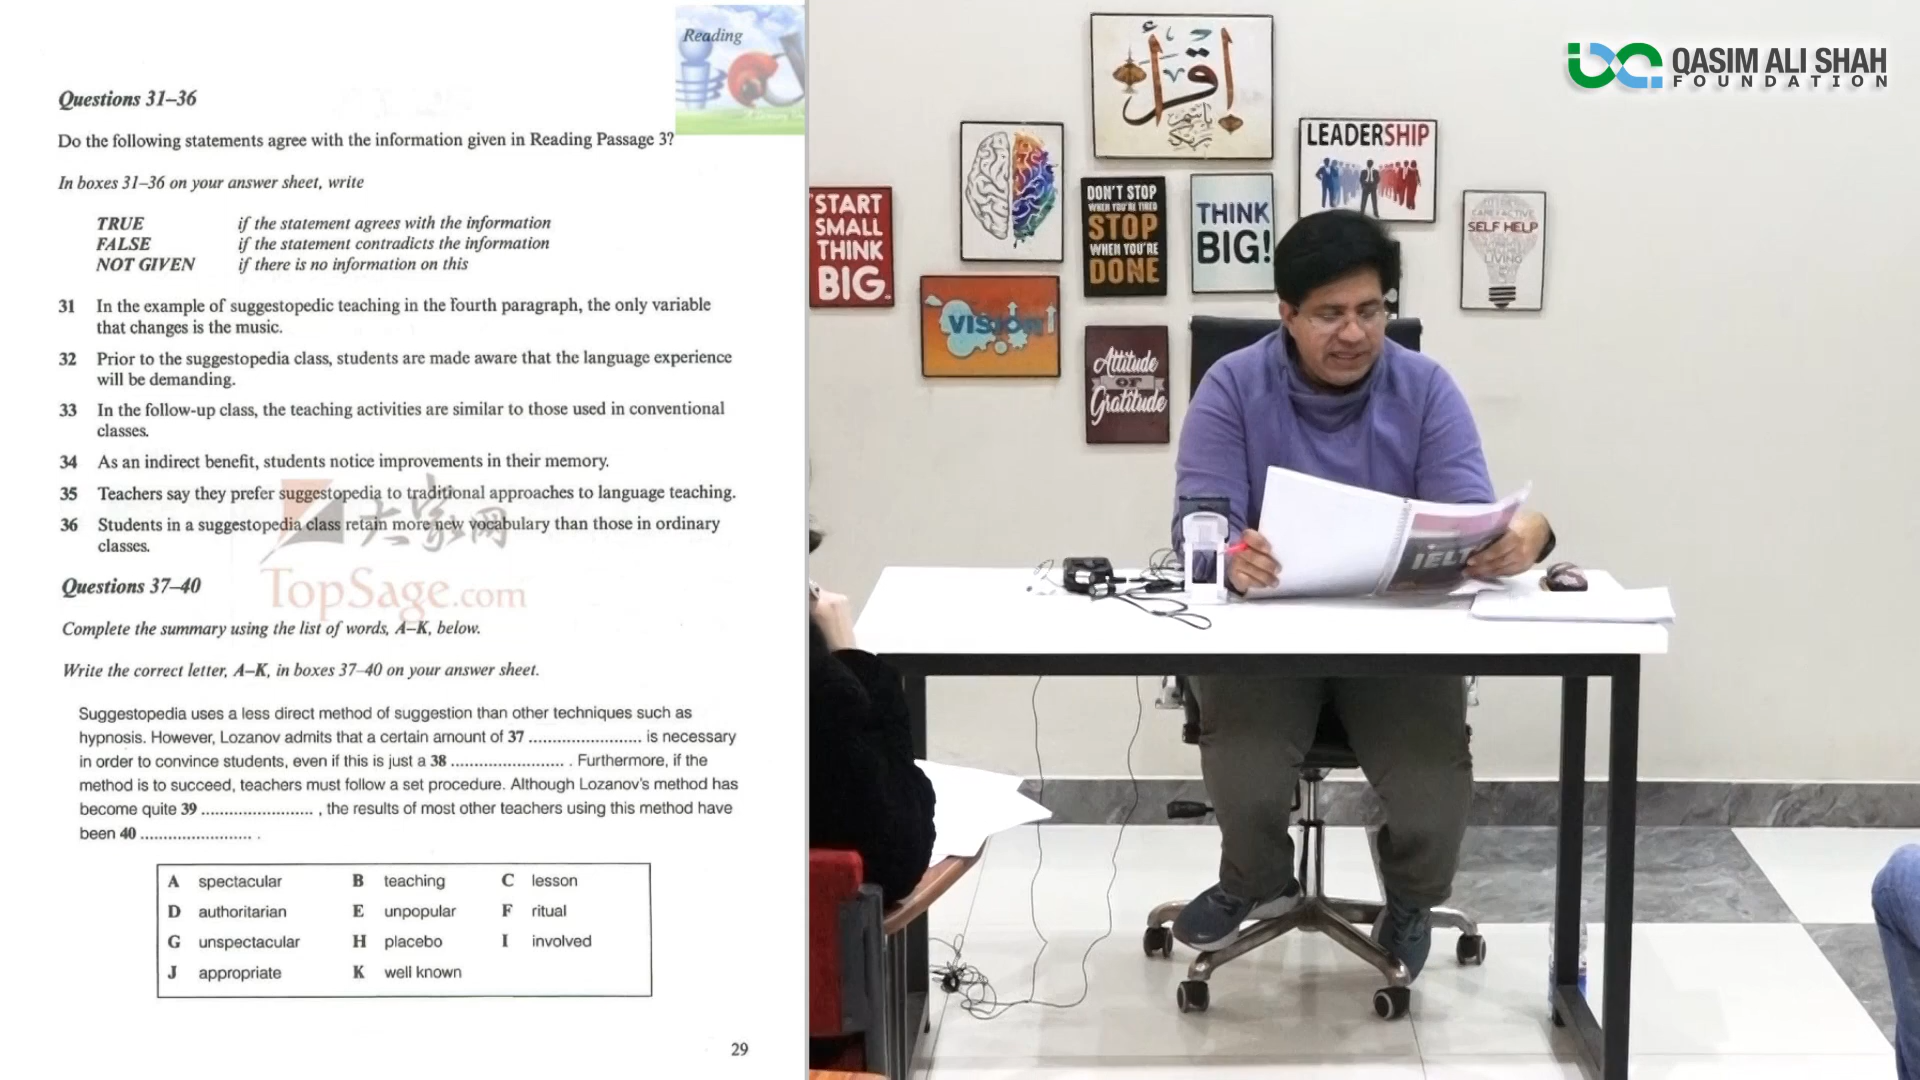 Reading
Questions 31–36
Do the following statements agree with the information given in Reading Passage 3?
In boxes 31–36 on your answer sheet, write
TRUE if the statement agrees with the information
FALSE if the statement contradicts the information
NOT GIVEN if there is no information on this
31 In the example of suggestopedic teaching in the fourth paragraph, the only variable
that changes is the music.
32 Prior to the suggestopedia class, students are made aware that the language experience
will be demanding.
33 In the follow-up class, the teaching activities are similar to those used in conventional
classes.
34 As an indirect benefit, students notice improvements in their memory.
35 Teachers say they prefer suggestopedia to traditional approaches to language teaching.
36 Students in a suggestopedia class retain more new vocabulary than those in ordinary
classes.
大家网
TopSage.com
Questions 37–40
Complete the summary using the list of words, A–K, below.
Write the correct letter, A–K, in boxes 37–40 on your answer sheet.
Suggestopedia uses a less direct method of suggestion than other techniques such as
hypnosis. However, Lozanov admits that a certain amount of 37 ....................... is necessary
in order to convince students, even if this is just a 38 ....................... . Furthermore, if the
method is to succeed, teachers must follow a set procedure. Although Lozanov's method has
become quite 39 ....................... , the results of most other teachers using this method have
been 40 ....................... .
A spectacular B teaching C lesson
D authoritarian E unpopular F ritual
G unspectacular H placebo I involved
J appropriate K well known
29
QASIM ALI SHAH
FOUNDATION
اقرأ
باسم
ربك
LEADERSHIP
START
SMALL
THINK
BIG.
DON'T STOP
WHEN YOU'RE TIRED
STOP
WHEN YOU'RE
DONE
THINK
BIG!
SELF HELP
LIVING
VISION
Attitude
OF
Gratitude
IELT